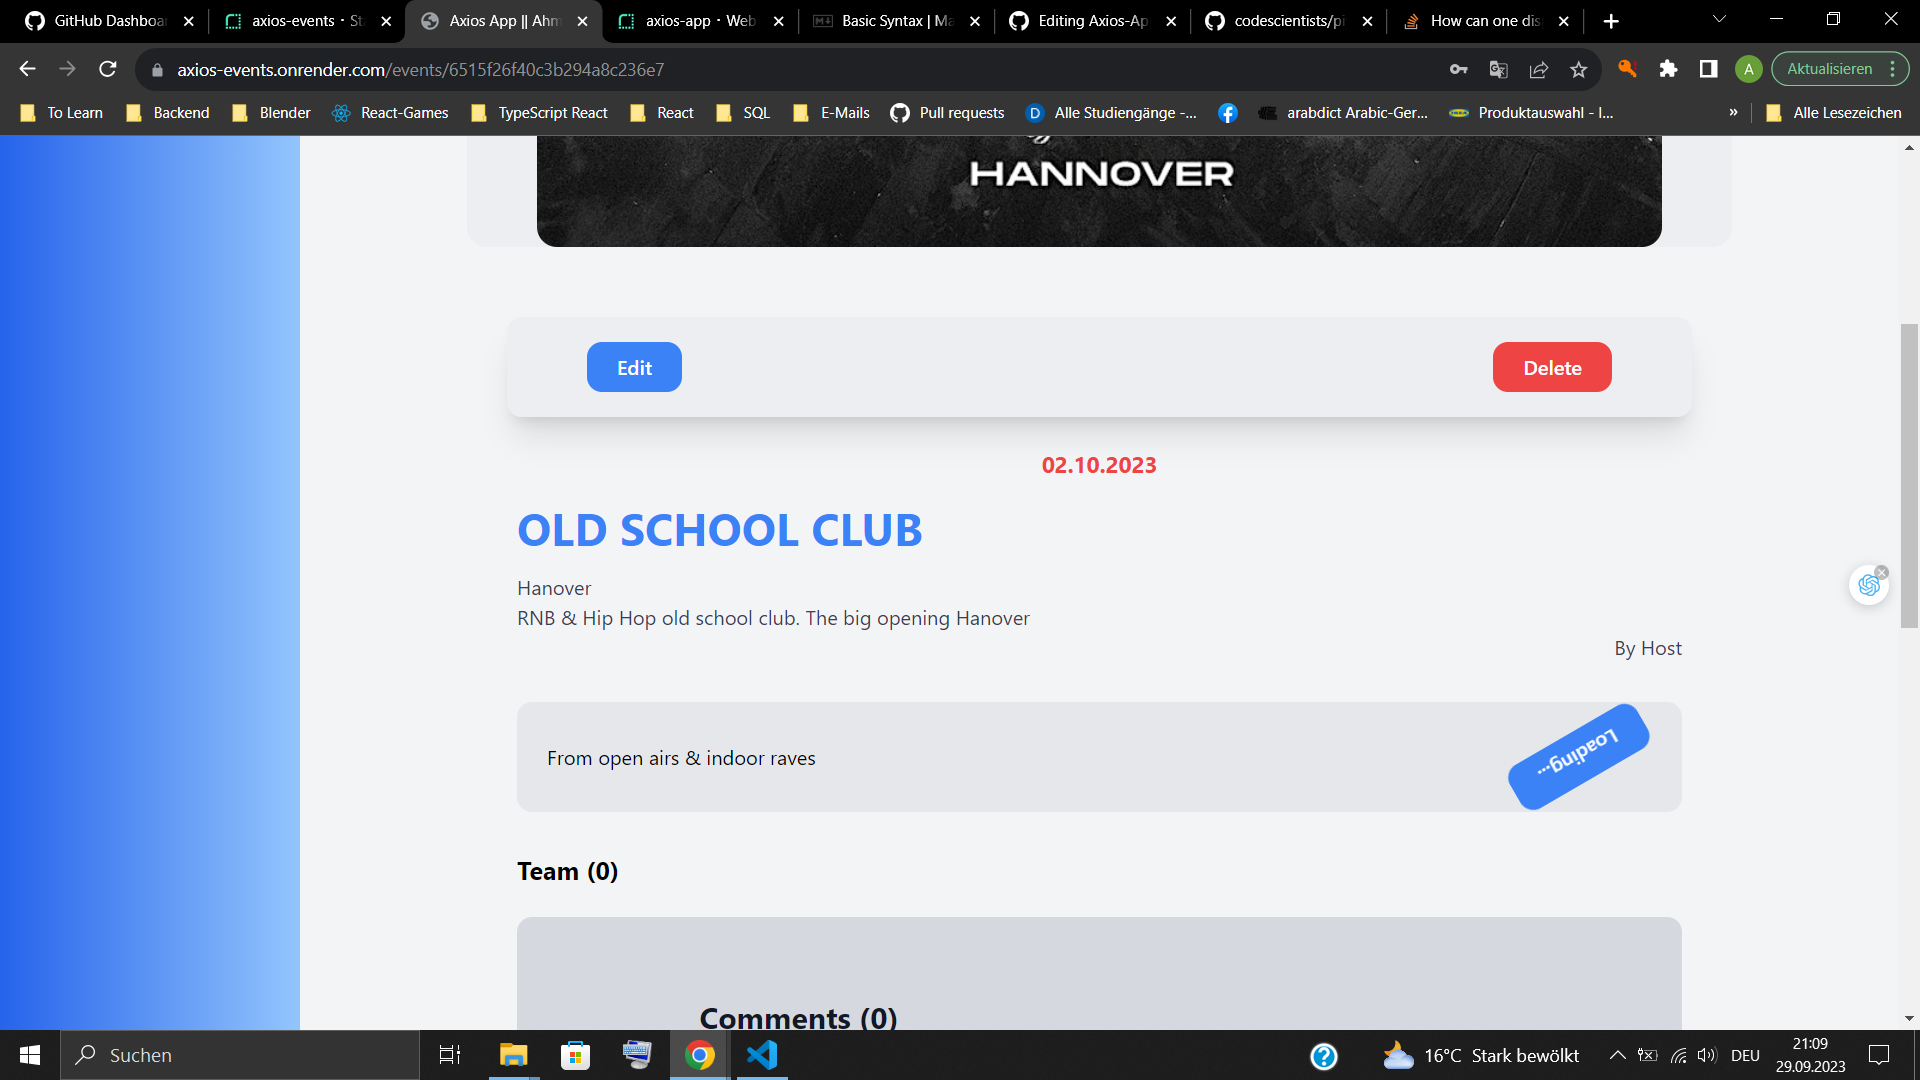 GitHub Dashboa
axios-events · St
Axios App || Ahm
axios-app · Web
Basic Syntax | Ma
Editing Axios-Ap
codescientists/pi
How can one dis
axios-events.onrender.com/events/6515f26f40c3b294a8c236e7
A
Aktualisieren
To Learn
Backend
Blender
React-Games
TypeScript React
React
SQL
E-Mails
Pull requests
D
Alle Studiengänge -...
arabdict Arabic-Ger...
Produktauswahl - I...
»
Alle Lesezeichen
HANNOVER
Edit
Delete
02.10.2023
OLD SCHOOL CLUB
Hanover
RNB & Hip Hop old school club. The big opening Hanover
By Host
From open airs & indoor raves
Loading...
Team (0)
Comments (0)
Suchen
16°C Stark bewölkt
DEU
21:09
29.09.2023